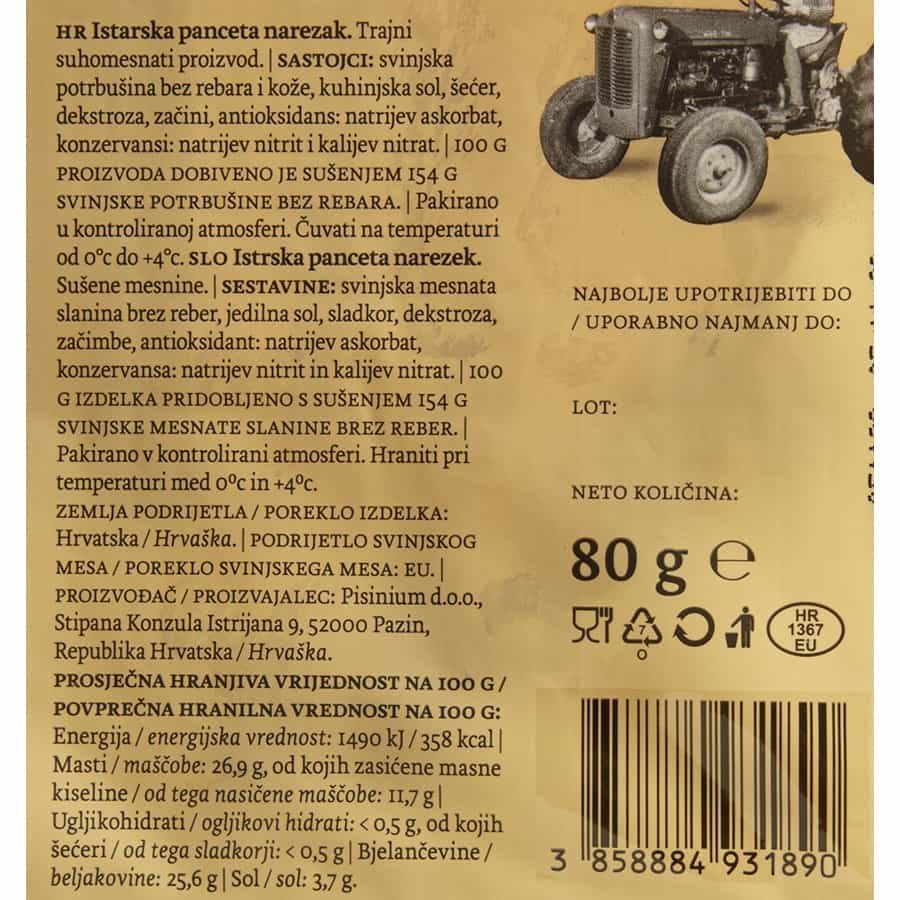 HR Istarska panceta narezak. Trajni
suhomesnati proizvod. | SASTOJCI: svinjska
potrbušina bez rebara i kože, kuhinjska sol, šećer,
dekstroza, začini, antioksidans: natrijev askorbat,
konzervansi: natrijev nitrit i kalijev nitrat. | 100 G
PROIZVODA DOBIVENO JE SUŠENJEM 154 G
SVINJSKE POTRBUŠINE BEZ REBARA. | Pakirano
u kontroliranoj atmosferi. Čuvati na temperaturi
od 0°c do +4°c. SLO Istrska panceta narezek.
Sušene mesnine. | SESTAVINE: svinjska mesnata
slanina brez reber, jedilna sol, sladkor, dekstroza,
začimbe, antioksidant: natrijev askorbat,
konzervansa: natrijev nitrit in kalijev nitrat. | 100
G IZDELKA PRIDOBLJENO S SUŠENJEM 154 G
SVINJSKE MESNATE SLANINE BREZ REBER. |
Pakirano v kontrolirani atmosferi. Hraniti pri
temperaturi med 0°c in +4°c.
ZEMLJA PODRIJETLA / POREKLO IZDELKA:
Hrvatska / Hrvaška. | PODRIJETLO SVINJSKOG
MESA / POREKLO SVINJSKEGA MESA: EU. |
PROIZVOĐAČ / PROIZVAJALEC: Pisinium d.o.o.,
Stipana Konzula Istrijana 9, 52000 Pazin,
Republika Hrvatska / Hrvaška.
PROSJEČNA HRANJIVA VRIJEDNOST NA 100 G /
POVPREČNA HRANILNA VREDNOST NA 100 G:
Energija / energijska vrednost: 1490 kJ / 358 kcal |
Masti / maščobe: 26,9 g, od kojih zasićene masne
kiseline / od tega nasičene maščobe: 11,7 g |
Ugljikohidrati / ogljikovi hidrati: < 0,5 g, od kojih
šećeri / od tega sladkorji: < 0,5 g | Bjelančevine /
beljakovine: 25,6 g | Sol / sol: 3,7 g.
NAJBOLJE UPOTRIJEBITI DO
/ UPORABNO NAJMANJ DO:
LOT:
NETO KOLIČINA:
80 g ℮
7
O
HR
1367
EU
3 858884 931890